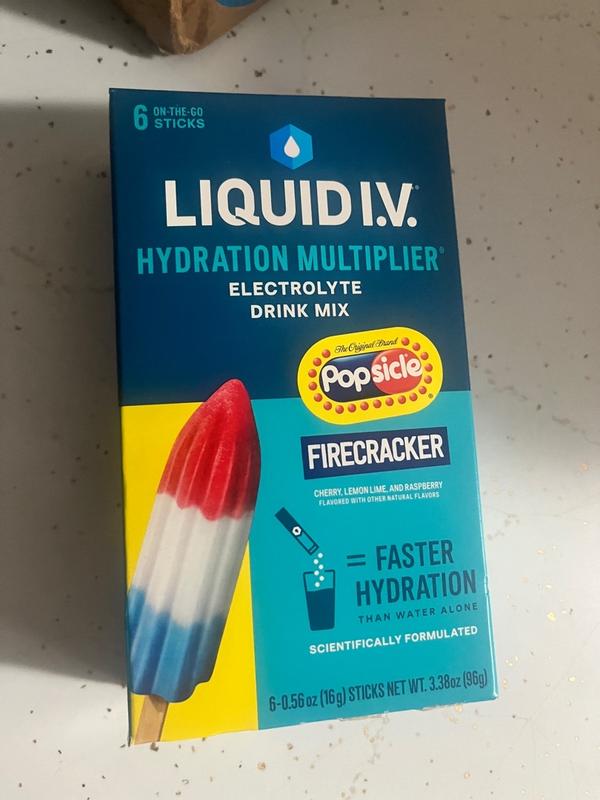 6 ON-THE-GO
STICKS
LIQUID I.V.®
HYDRATION MULTIPLIER®
ELECTROLYTE
DRINK MIX
The Original Brand
Popsicle®
FIRECRACKER
CHERRY, LEMON LIME, AND RASPBERRY
FLAVORED WITH OTHER NATURAL FLAVORS
= FASTER
HYDRATION
THAN WATER ALONE
SCIENTIFICALLY FORMULATED
6-0.56oz (16g) STICKS NET WT. 3.38oz (96g)